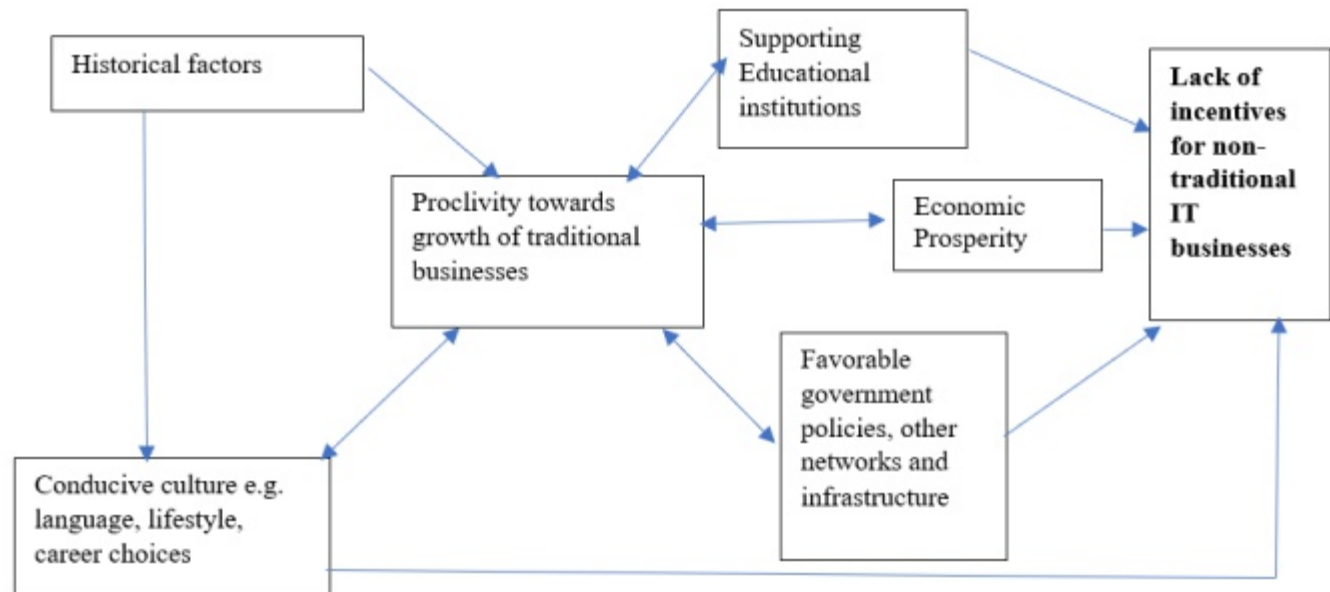 Historical factors
Supporting
Educational
institutions
Lack of
incentives
for non-
traditional
IT
businesses
Proclivity towards
growth of traditional
businesses
Economic
Prosperity
Favorable
government
policies, other
networks and
infrastructure
Conducive culture e.g.
language, lifestyle,
career choices